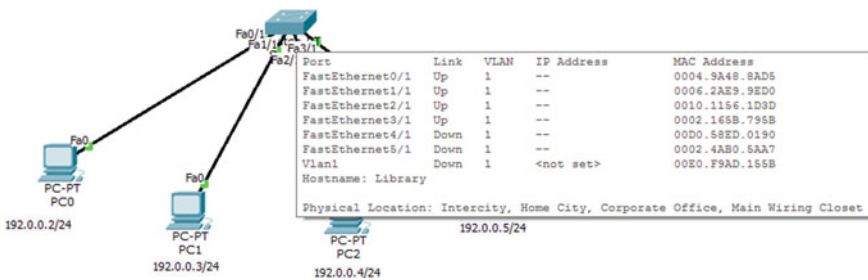 Fa0/1
Fa1/1
Fa2/
Fa3/1
Port Link VLAN IP Address MAC Address
FastEthernet0/1 Up 1 -- 0004.9A48.8AD5
FastEthernet1/1 Up 1 -- 0006.2AE9.9ED0
FastEthernet2/1 Up 1 -- 0010.1156.1D3D
FastEthernet3/1 Up 1 -- 0002.165B.795B
FastEthernet4/1 Down 1 -- 00D0.58ED.0190
FastEthernet5/1 Down 1 -- 0002.4AB0.5AA7
Vlan1 Down 1 <not set> 00E0.F9AD.155B
Hostname: Library
Physical Location: Intercity, Home City, Corporate Office, Main Wiring Closet
Fa0
PC-PT
PC0
192.0.0.2/24
Fa0
PC-PT
PC1
192.0.0.3/24
PC-PT
PC2
192.0.0.4/24
192.0.0.5/24